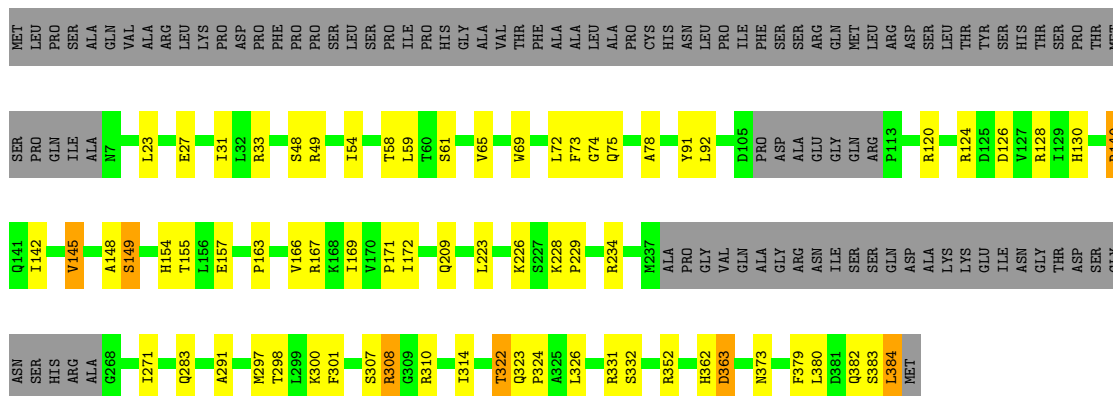 MET LEU PRO SER ALA GLN VAL ALA ARG LEU LYS PRO ASP PRO PHE PRO PRO SER LEU SER PRO ILE PRO HIS GLY ALA VAL THR PHE ALA ALA LEU ALA PRO CYS HIS ASN LEU PRO ILE PHE SER SER ARG GLN MET LEU ARG ASP SER LEU THR TYR SER HIS THR SER PRO THR MET
SER PRO GLN ILE ALA N7 L23 E27 I31 L32 R33 S48 R49 I54 T58 L59 T60 S61 V65 W69 L72 F73 G74 Q75 A78 Y91 L92 D105 PRO ASP ALA GLU GLY GLN ARG P113 R120 R124 D125 D126 V127 R128 I129 H130
Q141 I142 V145 A148 S149 H154 T155 L156 E157 P163 V166 R167 K168 I169 V170 P171 I172 Q209 L223 K226 S227 K228 P229 R234 M237 ALA PRO GLY VAL GLN ALA GLY ARG ASN ILE SER SER GLN ASP ALA LYS LYS GLU ILE ASN GLY THR ASP SER GLY
ASN SER HIS ARG ALA G268 I271 Q283 A291 M297 T298 L299 K300 F301 S307 R308 G309 R310 I314 T322 Q323 P324 A325 L326 R331 S332 R352 H362 D363 N373 F379 L380 D381 Q382 S383 L384 MET